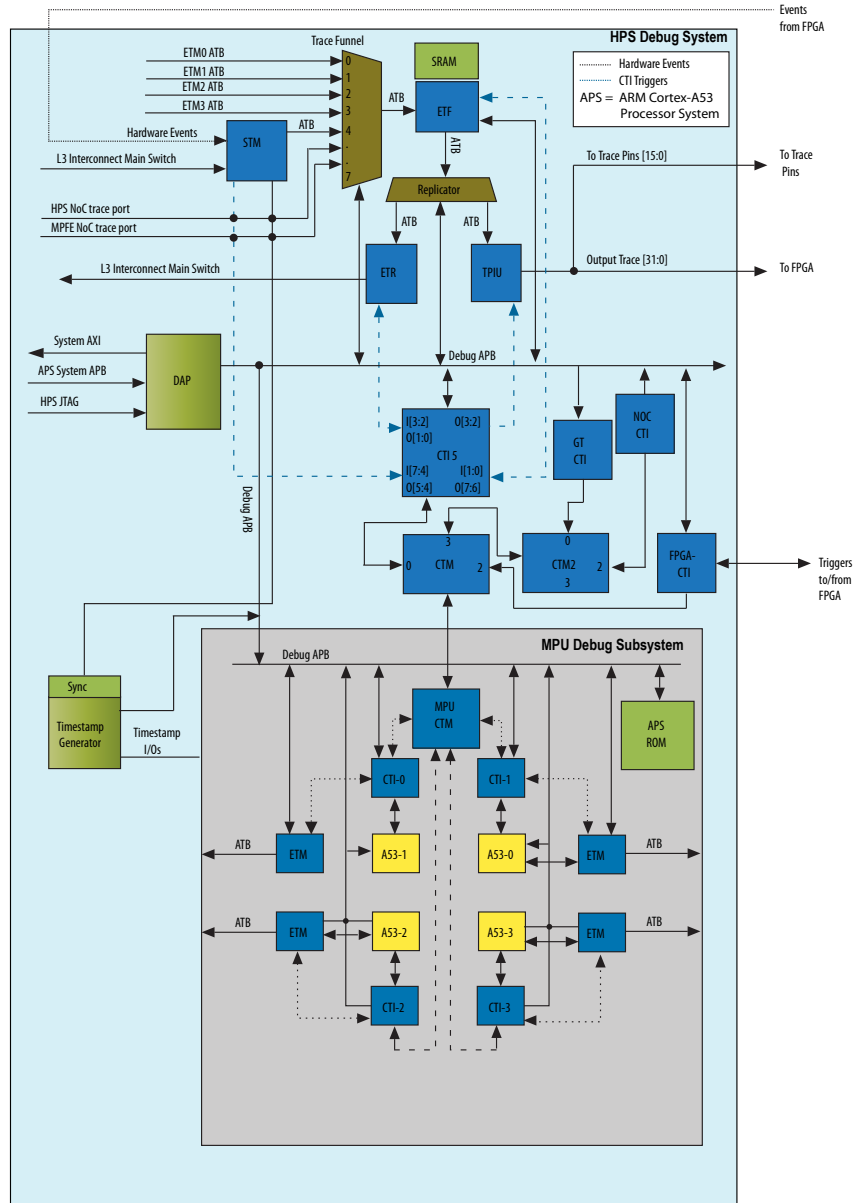 Events
from FPGA
HPS Debug System
Hardware Events
CTI Triggers
APS = ARM Cortex-A53
Processor System
Trace Funnel
ETM0 ATB
ETM1 ATB
ETM2 ATB
ETM3 ATB
0
1
2
3
4
.
.
7
ATB
SRAM
ETF
ATB
Hardware Events
STM
ATB
L3 Interconnect Main Switch
HPS NoC trace port
MPFE NoC trace port
Replicator
ATB
ATB
ETR
TPIU
To Trace Pins [15:0]
To Trace
Pins
Output Trace [31:0]
To FPGA
L3 Interconnect Main Switch
System AXI
APS System APB
HPS JTAG
DAP
Debug APB
Debug APB
I[3:2]
O[3:2]
O[1:0]
CTI 5
I[7:4]
I[1:0]
O[5:4]
O[7:6]
GT
CTI
NOC
CTI
3
0
CTM
2
0
CTM2
2
3
FPGA-
CTI
Triggers
to/from
FPGA
MPU Debug Subsystem
Debug APB
Sync
Timestamp
Generator
Timestamp
I/Os
MPU
CTM
APS
ROM
CTI-0
CTI-1
ATB
ETM
A53-1
A53-0
ETM
ATB
ATB
ETM
A53-2
A53-3
ETM
ATB
CTI-2
CTI-3